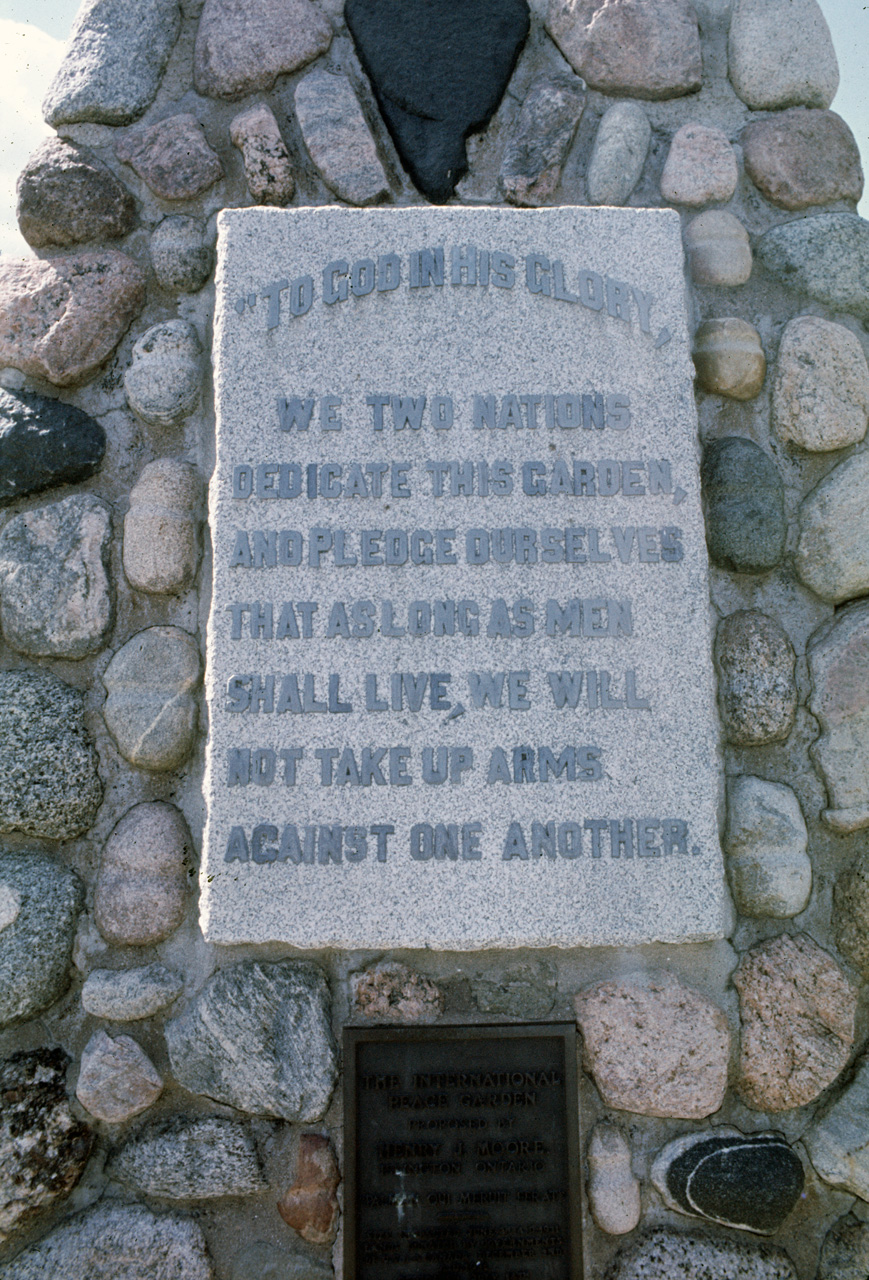 "TO GOD IN HIS GLORY,
WE TWO NATIONS
DEDICATE THIS GARDEN,
AND PLEDGE OURSELVES
THAT AS LONG AS MEN
SHALL LIVE, WE WILL
NOT TAKE UP ARMS
AGAINST ONE ANOTHER.
THE INTERNATIONAL
PEACE GARDEN
PROPOSED BY
HENRY J. MOORE
ONTARIO